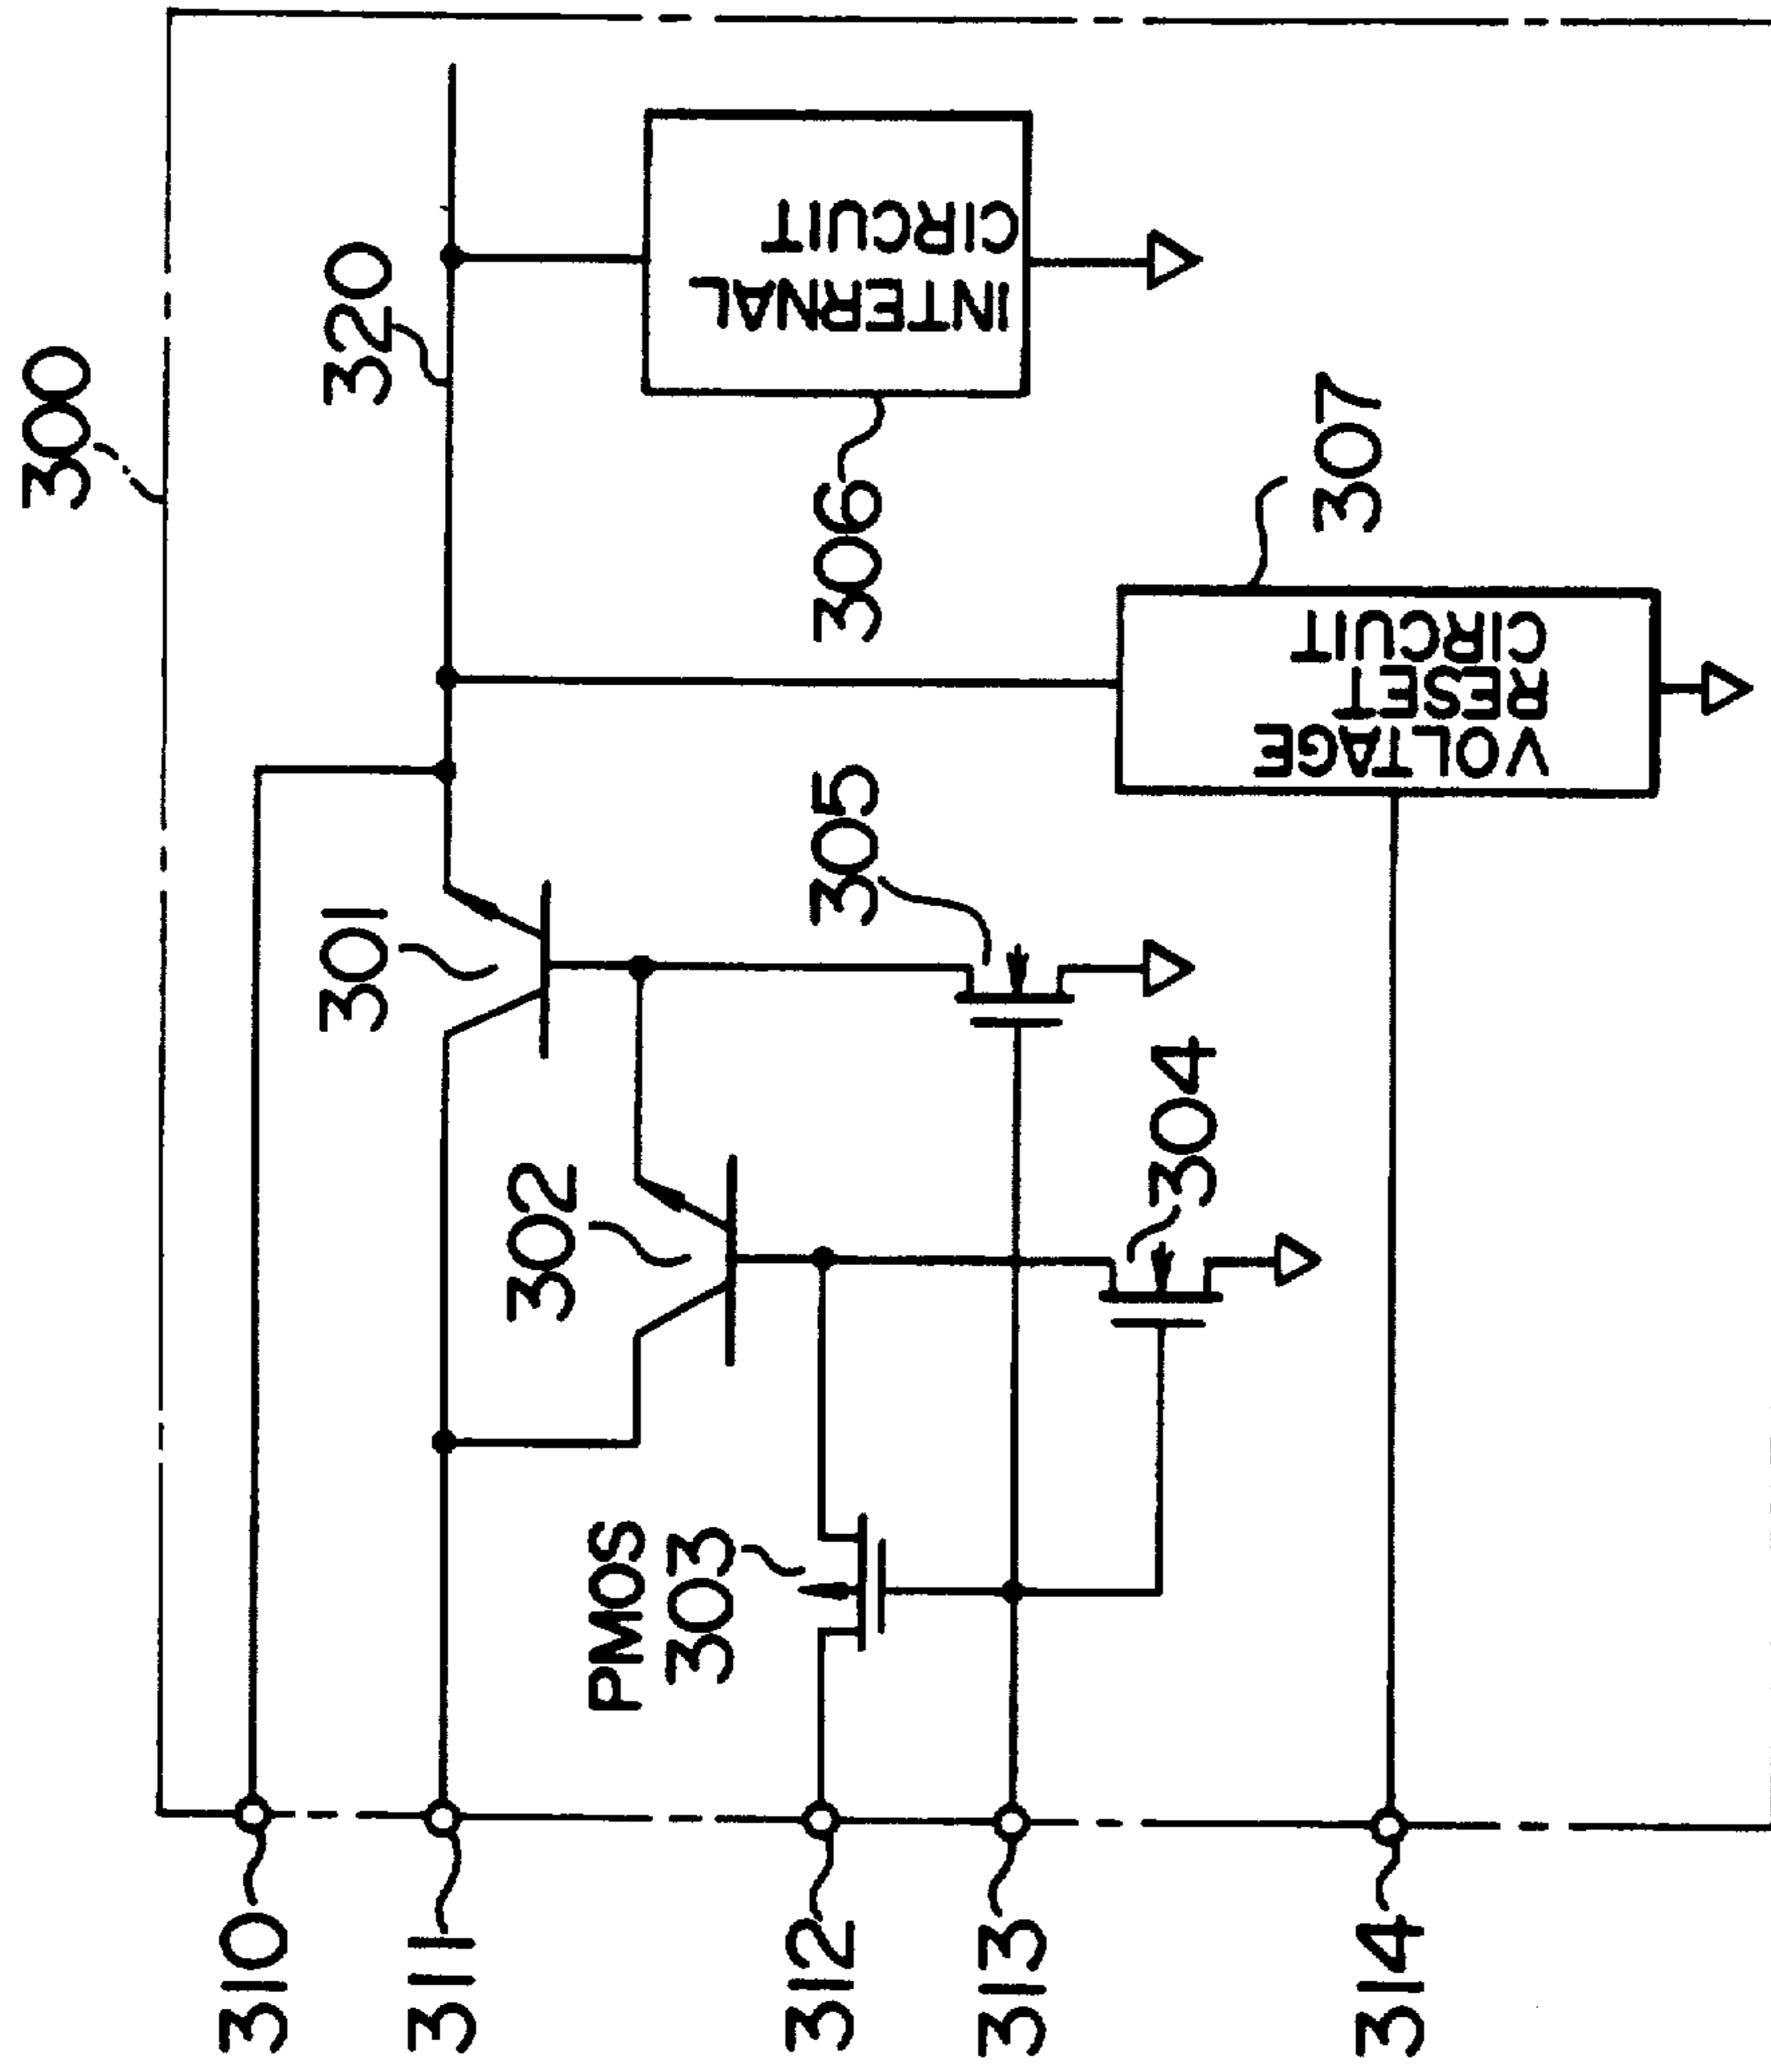 300
320
INTERNAL
CIRCUIT
306
307
VOLTAGE
RESET
CIRCUIT
301
305
302
304
PMOS
303
310
311
312
313
314